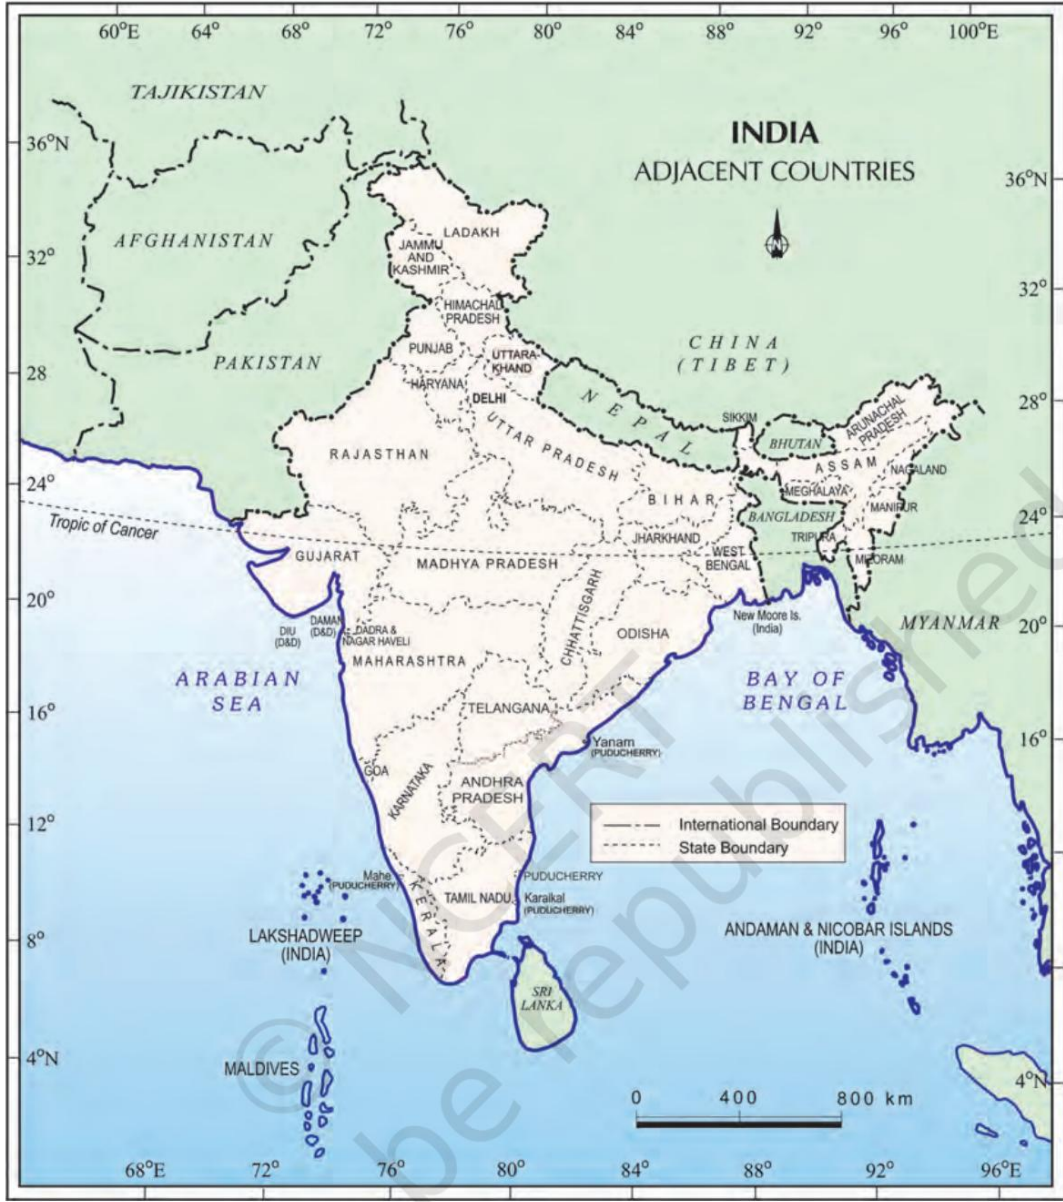 60°E 64° 68° 72° 76° 80° 84° 88° 92° 96° 100°E
TAJIKISTAN
36°N
INDIA
ADJACENT COUNTRIES
36°N
N
AFGHANISTAN
LADAKH
JAMMU
AND
KASHMIR
32°
32°
HIMACHAL
PRADESH
CHINA
(TIBET)
PAKISTAN
PUNJAB
UTTARA-
KHAND
28
HARYANA
DELHI
NEPAL
SIKKIM
BHUTAN
ARUNACHAL
PRADESH
28°
RAJASTHAN
UTTAR PRADESH
ASSAM
NAGALAND
24°
BIHAR
MEGHALAYA
MANIPUR
24°
BANGLADESH
Tropic of Cancer
JHARKHAND
TRIPURA
GUJARAT
MADHYA PRADESH
WEST
BENGAL
MIZORAM
20°
CHHATTISGARH
New Moore Is.
(India)
MYANMAR
20°
DIU
(D&D)
DAMAN
(D&D)
DADRA &
NAGAR HAVELI
ODISHA
MAHARASHTRA
ARABIAN
SEA
BAY OF
BENGAL
16°
TELANGANA
16°
Yanam
(PUDUCHERRY)
GOA
KARNATAKA
ANDHRA
PRADESH
12°
International Boundary
State Boundary
Mahe
(PUDUCHERRY)
KERALA
TAMIL NADU
PUDUCHERRY
Karaikal
(PUDUCHERRY)
8°
LAKSHADWEEP
(INDIA)
ANDAMAN & NICOBAR ISLANDS
(INDIA)
SRI
LANKA
4°N
MALDIVES
4°N
0 400 800 km
68°E 72° 76° 80° 84° 88° 92° 96°E
© NCERT
be republished